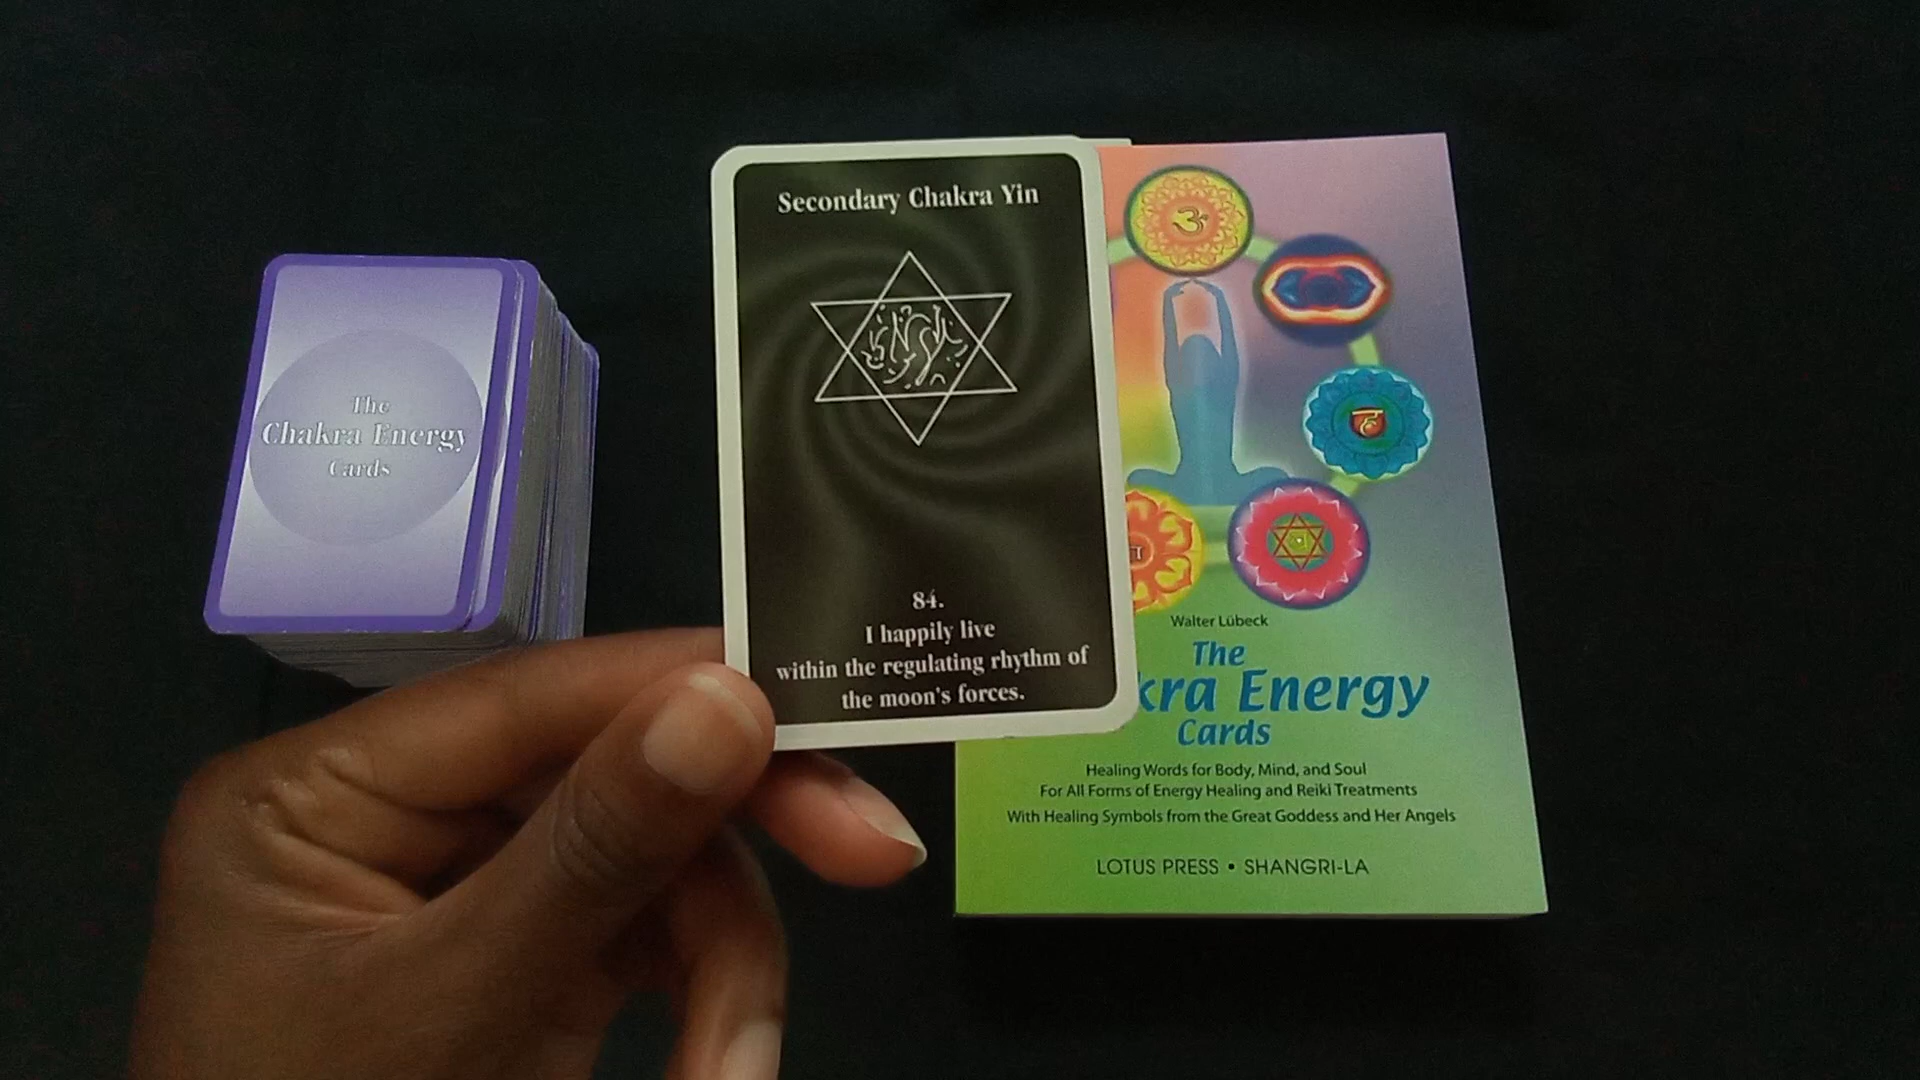 The
Chakra Energy
Cards
Secondary Chakra Yin
84.
I happily live
within the regulating rhythm of
the moon's forces.
ॐ
Walter Lübeck
The
kra Energy
Cards
Healing Words for Body, Mind, and Soul
For All Forms of Energy Healing and Reiki Treatments
With Healing Symbols from the Great Goddess and Her Angels
LOTUS PRESS • SHANGRI-LA